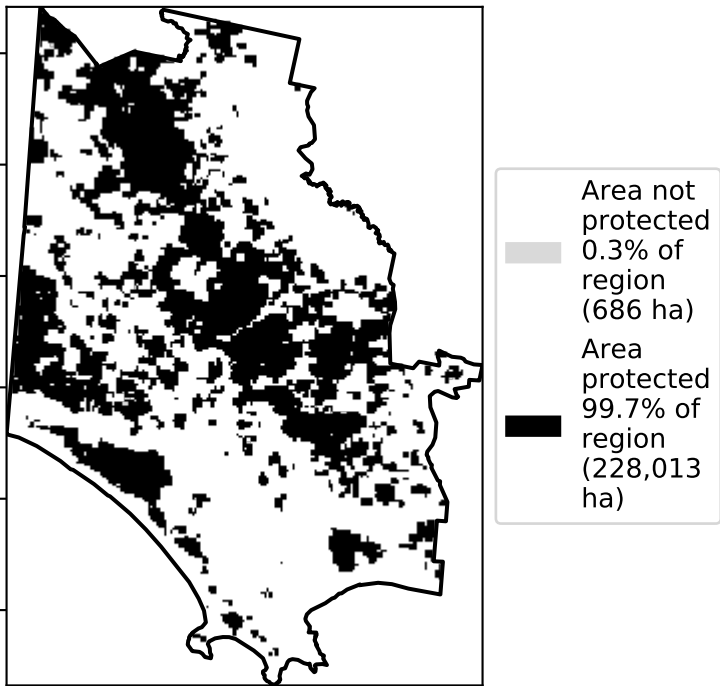 Area not
protected
0.3% of
region
(686 ha)
Area
protected
99.7% of
region
(228,013
ha)